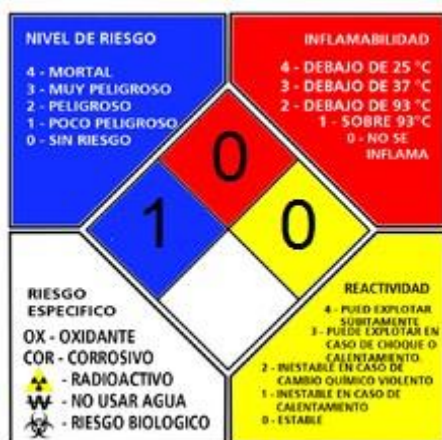 NIVEL DE RIESGO
4 - MORTAL
3 - MUY PELIGROSO
2 - PELIGROSO
1 - POCO PELIGROSO
0 - SIN RIESGO
INFLAMABILIDAD
4 - DEBAJO DE 25 °C
3 - DEBAJO DE 37 °C
2 - DEBAJO DE 93 °C
1 - SOBRE 93°C
0 - NO SE
INFLAMA
0
1
0
RIESGO
ESPECIFICO
OX - OXIDANTE
COR - CORROSIVO
- RADIOACTIVO
W - NO USAR AGUA
- RIESGO BIOLOGICO
REACTIVIDAD
4 - PUED EXPLOTAR
SÚBITAMENTE
3 - PUEDE EXPLOTAR EN
CASO DE CHOQUE O
CALENTAMIENTO.
2 - INESTABLE EN CASO DE
CAMBIO QUÍMICO VIOLENTO
1 - INESTABLE EN CASO DE
CALENTAMIENTO
0 - ESTABLE